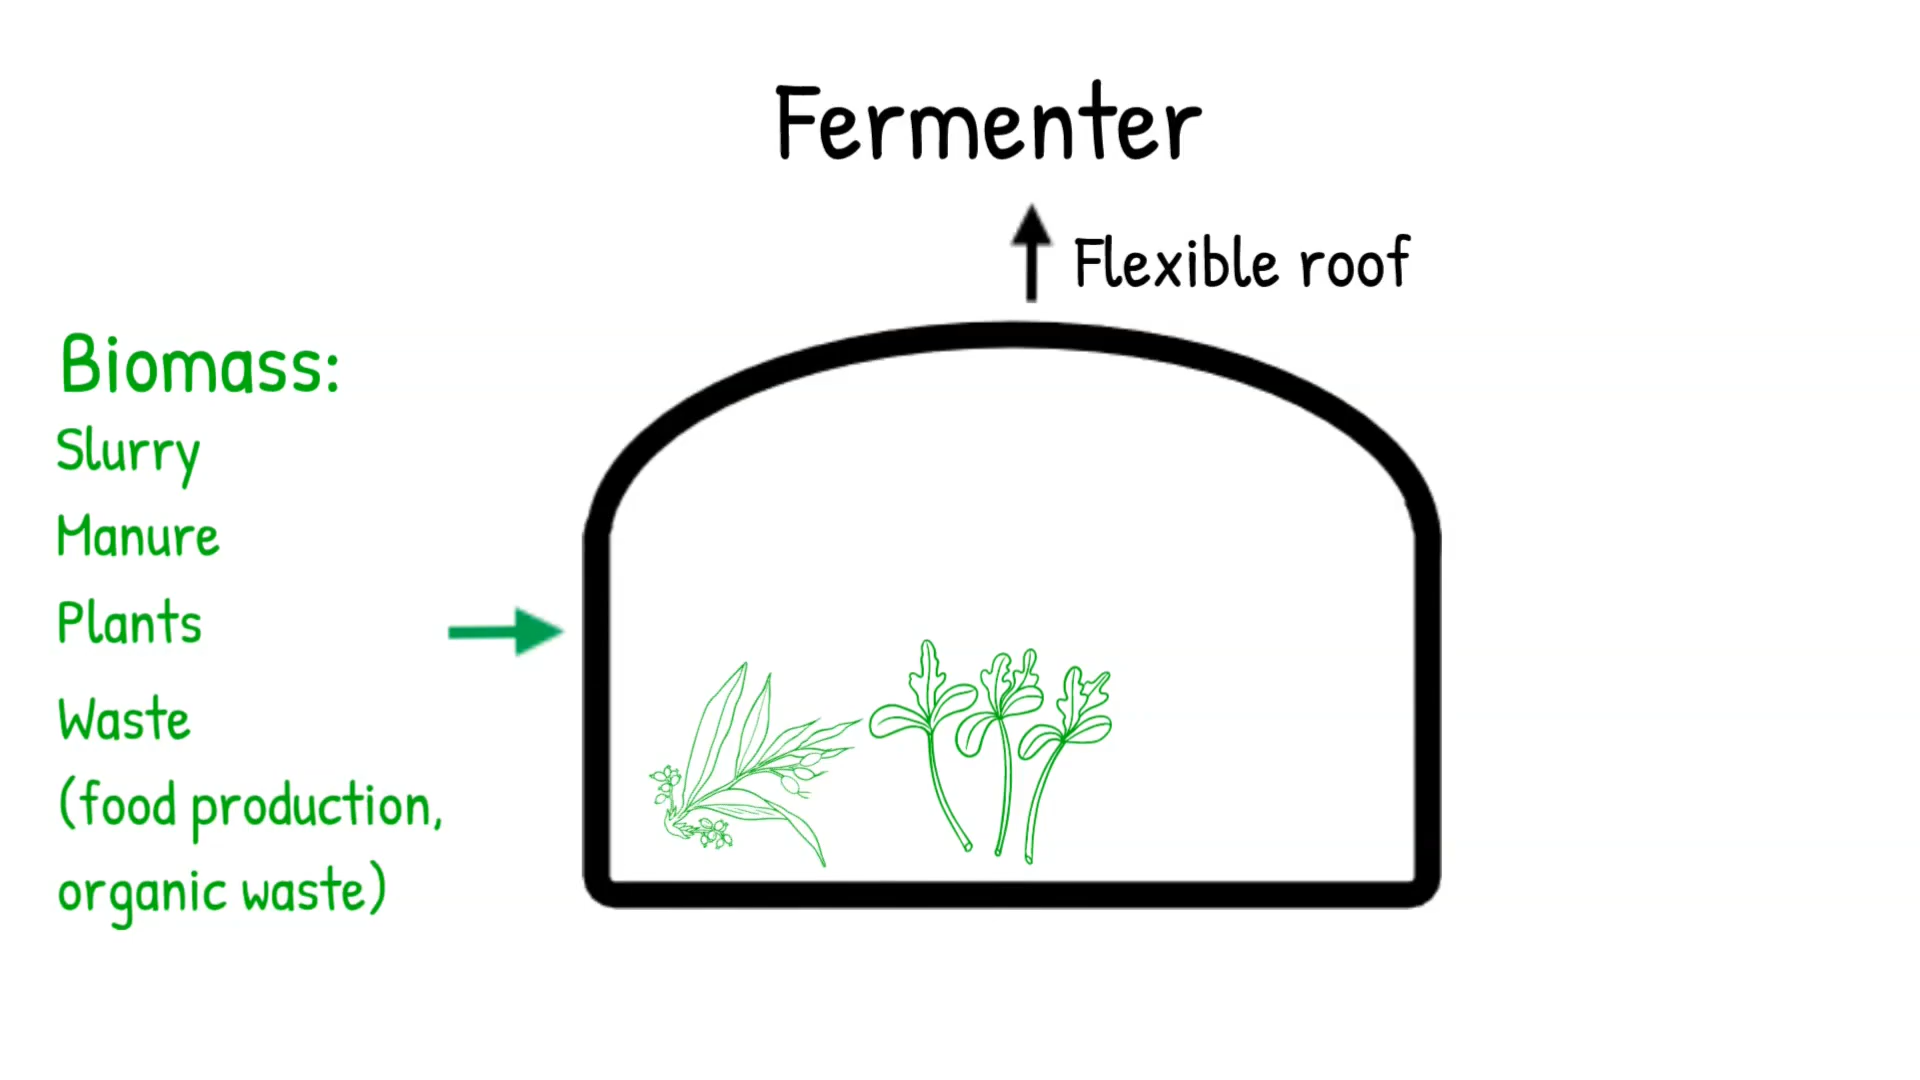 Fermenter
Flexible roof
Biomass:
Slurry
Manure
Plants
Waste
(food production,
organic waste)